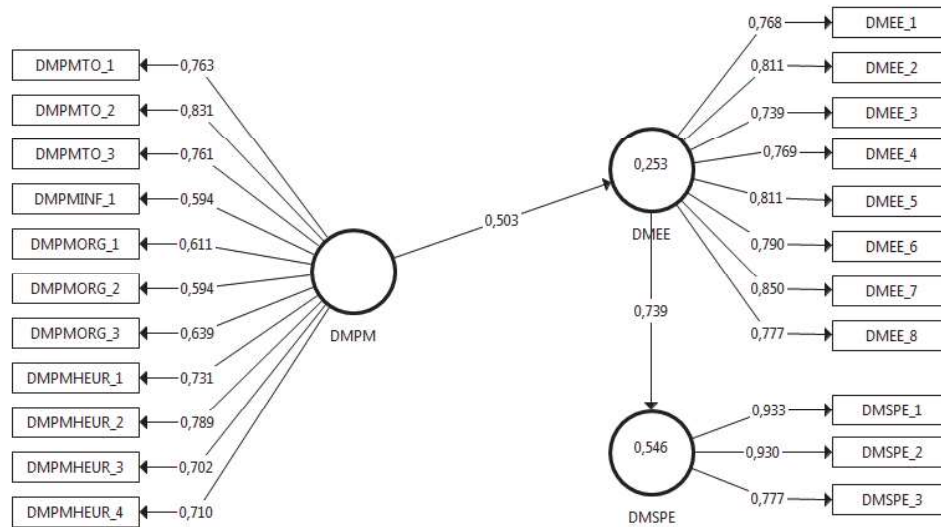 DMPMTO_1
0,763
DMPMTO_2
0,831
DMPMTO_3
0,761
DMPMINF_1
0,594
DMPMORG_1
0,611
DMPMORG_2
0,594
DMPMORG_3
0,639
DMPMHEUR_1
0,731
DMPMHEUR_2
0,789
DMPMHEUR_3
0,702
DMPMHEUR_4
0,710
DMPM
0,503
0,253
DMEE
0,739
0,546
DMSPE
0,768
DMEE_1
0,811
DMEE_2
0,739
DMEE_3
0,769
DMEE_4
0,811
DMEE_5
0,790
DMEE_6
0,850
DMEE_7
0,777
DMEE_8
0,933
DMSPE_1
0,930
DMSPE_2
0,777
DMSPE_3